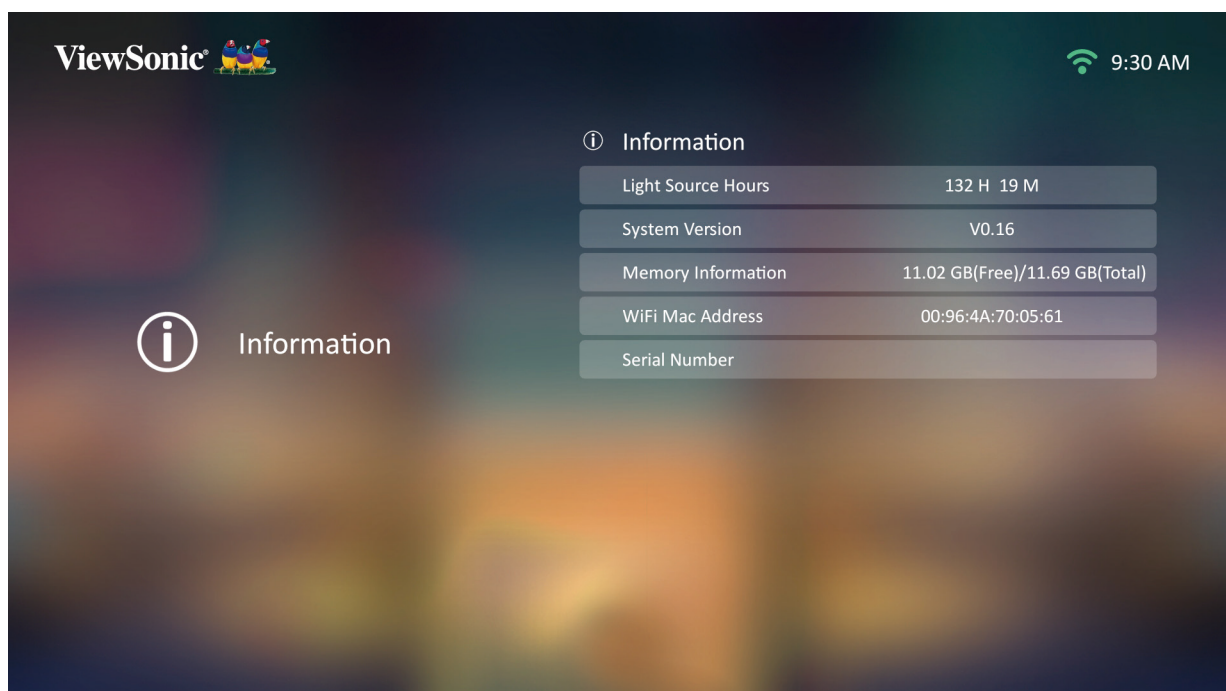 ViewSonic®
9:30 AM
Information
Light Source Hours 132 H 19 M
System Version V0.16
Memory Information 11.02 GB(Free)/11.69 GB(Total)
WiFi Mac Address 00:96:4A:70:05:61
Serial Number
Information